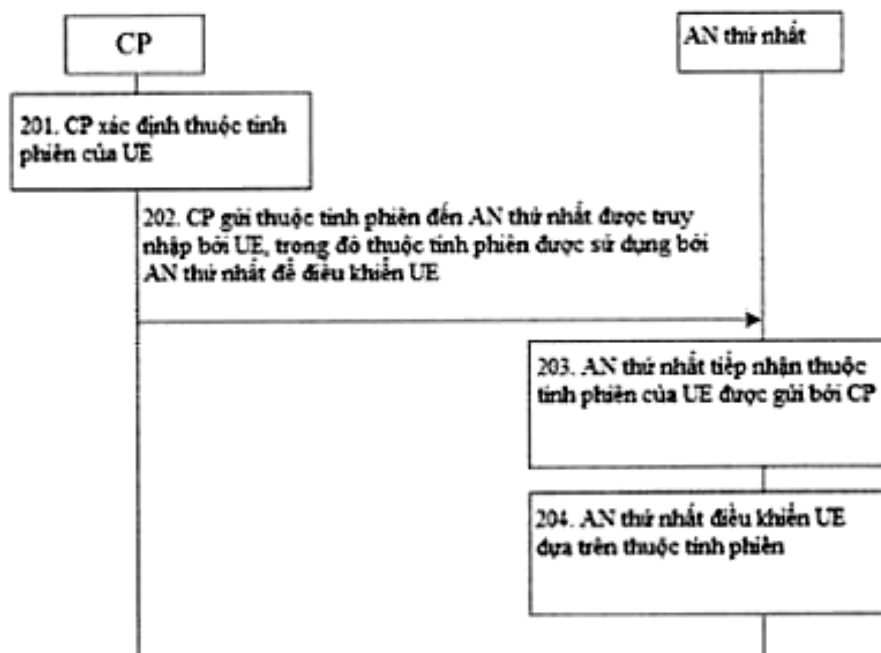 CP
AN thứ nhất
201. CP xác định thuộc tính
phiên của UE
202. CP gửi thuộc tính phiên đến AN thứ nhất được truy
nhập bởi UE, trong đó thuộc tính phiên được sử dụng bởi
AN thứ nhất để điều khiển UE
203. AN thứ nhất tiếp nhận thuộc
tính phiên của UE được gửi bởi CP
204. AN thứ nhất điều khiển UE
dựa trên thuộc tính phiên